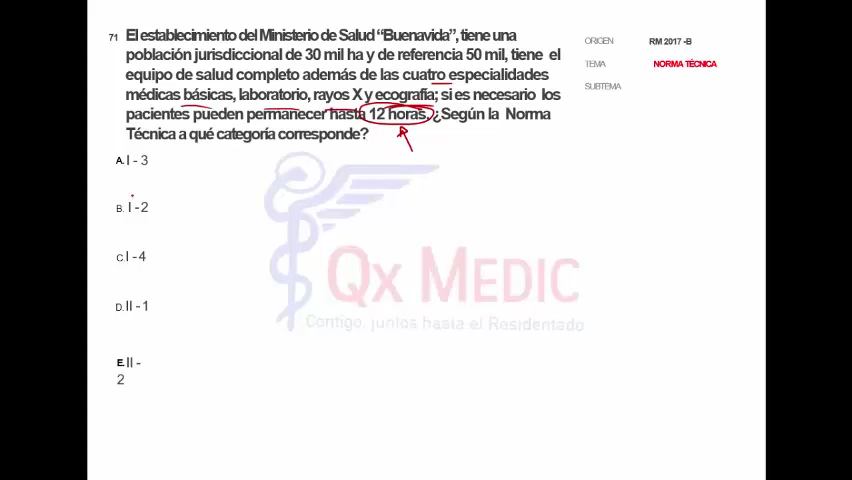 71 El establecimiento del Ministerio de Salud “Buenavida”, tiene una
población jurisdiccional de 30 mil ha y de referencia 50 mil, tiene el
equipo de salud completo además de las cuatro especialidades
médicas básicas, laboratorio, rayos X y ecografía; si es necesario los
pacientes pueden permanecer hasta 12 horas. ¿Según la Norma
Técnica a qué categoría corresponde?
A. I - 3
B. I - 2
C. I - 4
D. II - 1
E. II -
2
ORIGEN RM 2017 -B
TEMA NORMA TÉCNICA
SUBTEMA
QX MEDIC
Contigo, juntos hasta el Residentado